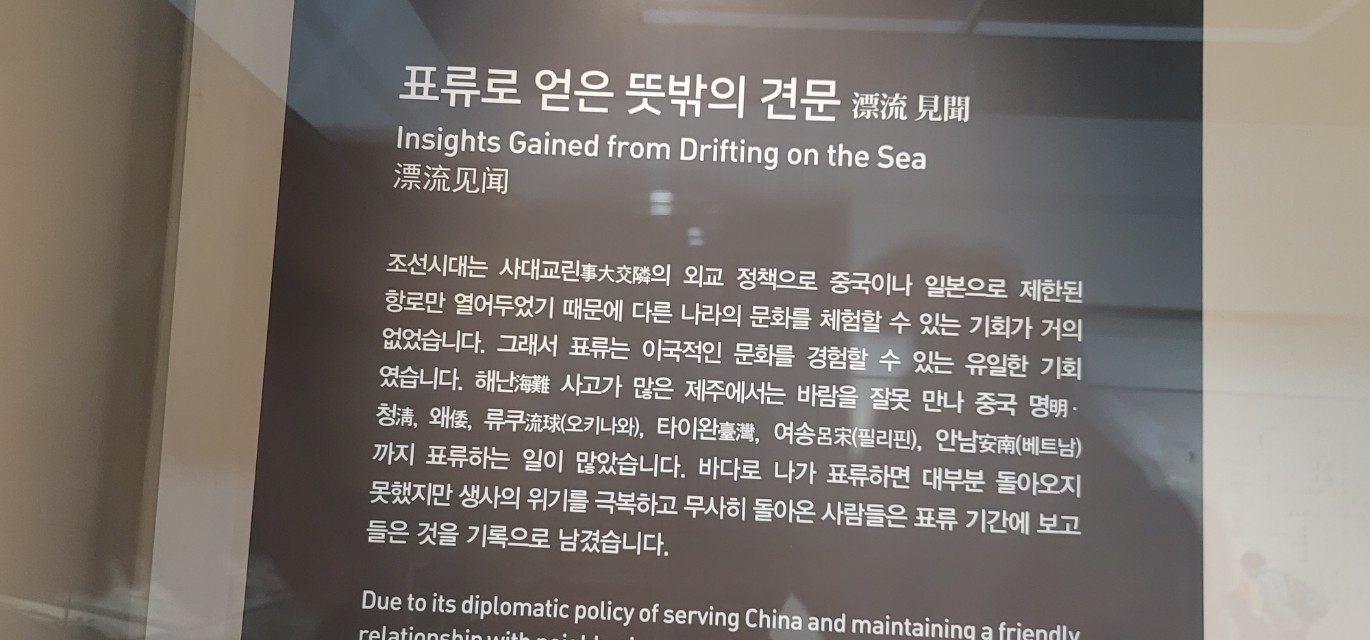 표류로 얻은 뜻밖의 견문 漂流 見聞
Insights Gained from Drifting on the Sea
漂流见闻
조선시대는 사대교린事大交隣의 외교 정책으로 중국이나 일본으로 제한된
항로만 열어두었기 때문에 다른 나라의 문화를 체험할 수 있는 기회가 거의
없었습니다. 그래서 표류는 이국적인 문화를 경험할 수 있는 유일한 기회
였습니다. 해난海難 사고가 많은 제주에서는 바람을 잘못 만나 중국 명明·
청淸, 왜倭, 류쿠流球(오키나와), 타이완臺灣, 여송呂宋(필리핀), 안남安南(베트남)
까지 표류하는 일이 많았습니다. 바다로 나가 표류하면 대부분 돌아오지
못했지만 생사의 위기를 극복하고 무사히 돌아온 사람들은 표류 기간에 보고
들은 것을 기록으로 남겼습니다.
Due to its diplomatic policy of serving China and maintaining a friendly
relationship with